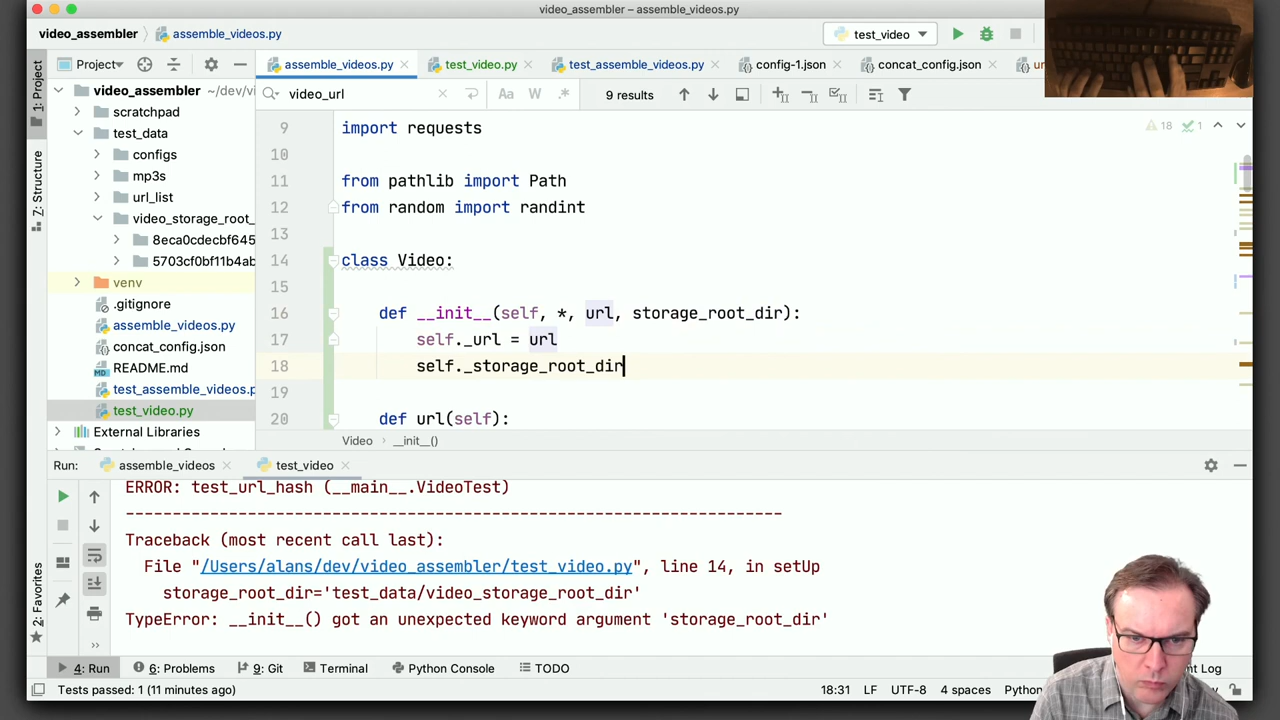 video_assembler – assemble_videos.py
video_assembler
assemble_videos.py
test_video
Project
assemble_videos.py
test_video.py
test_assemble_videos.py
config-1.json
concat_config.json
video_url
Aa
W
.*
9 results
1: Project
Z: Structure
2: Favorites
video_assembler ~/dev/vi
scratchpad
test_data
configs
mp3s
url_list
video_storage_root_
8eca0cdecbf645
5703cf0bf11b4ab
venv
.gitignore
assemble_videos.py
concat_config.json
README.md
test_assemble_videos.p
test_video.py
External Libraries
18
1
9 import requests
10
11 from pathlib import Path
12 from random import randint
13
14 class Video:
15
16 def __init__(self, *, url, storage_root_dir):
17 self._url = url
18 self._storage_root_dir
19
20 def url(self):
Video
__init__()
Run:
assemble_videos
test_video
ERROR: test_url_hash (__main__.VideoTest)
----------------------------------------------------------------------
Traceback (most recent call last):
File "/Users/alans/dev/video_assembler/test_video.py", line 14, in setUp
storage_root_dir='test_data/video_storage_root_dir'
TypeError: __init__() got an unexpected keyword argument 'storage_root_dir'
4: Run
6: Problems
9: Git
Terminal
Python Console
TODO
nt Log
Tests passed: 1 (11 minutes ago)
18:31
LF
UTF-8
4 spaces
Python